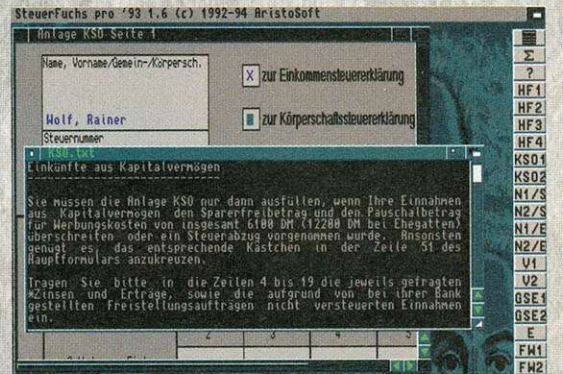 SteuerFuchs pro '93 1.6 (c) 1992-94 AristoSoft
Anlage KSO Seite 1
Name, Vorname/Gemein-/Körpersch.
Wolf, Rainer
Steuernummer
X zur Einkommensteuererklärung
zur Körperschaftssteuererklärung
KSO.txt
Einkünfte aus Kapitalvermögen
Sie müssen die Anlage KSO nur dann ausfüllen, wenn Ihre Einnahmen
aus Kapitalvermögen den Sparerfreibetrag und den Pauschalbetrag
für Werbungskosten von insgesamt 6100 DM (12200 DM bei Ehegatten)
überschreiten oder ein Steuerabzug vorgenommen wurde. Ansonsten
genügt es, das entsprechende Kästchen in der Zeile 51 des
Hauptformulars anzukreuzen.
Tragen Sie bitte in die Zeilen 4 bis 19 die jeweils gefragten
*Zinsen und Erträge, sowie die aufgrund von bei ihrer Bank
gestellten Freistellungsaufträgen nicht versteuerten Einnahmen
ein.
2 3 4 5
Σ
?
HF1
HF2
HF3
HF4
KSO1
KSO2
N1/S
N2/S
N1/E
N2/E
V1
V2
GSE1
GSE2
E
FW1
FW2